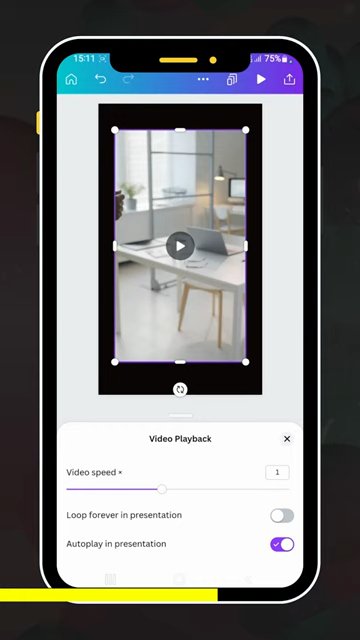 15:11
75%
Video Playback
Video speed ×
1
Loop forever in presentation
Autoplay in presentation